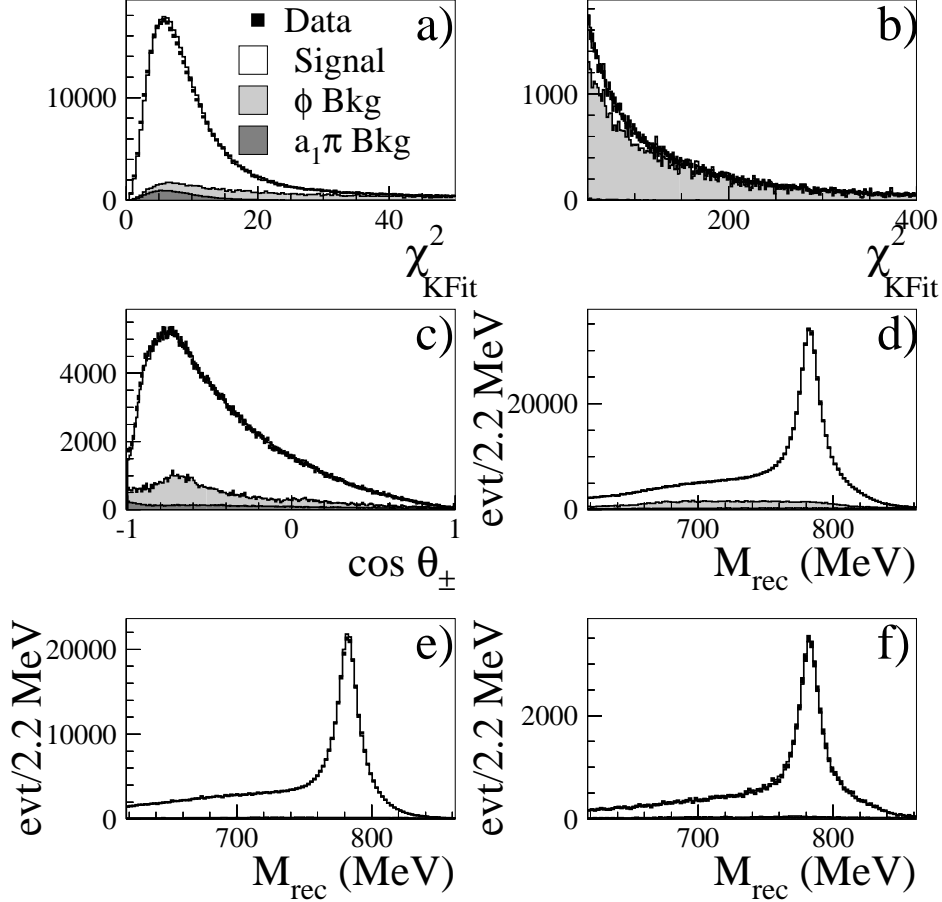 a)
Data
Signal
ϕ Bkg
a₁π Bkg
10000
0
0 20 40
χ²KFit
b)
1000
0
200 400
χ²KFit
c)
4000
2000
0
-1 0 1
cos θ±
d)
evt/2.2 MeV
20000
0
700 800
Mrec (MeV)
e)
evt/2.2 MeV
20000
10000
0
700 800
Mrec (MeV)
f)
evt/2.2 MeV
2000
0
700 800
Mrec (MeV)